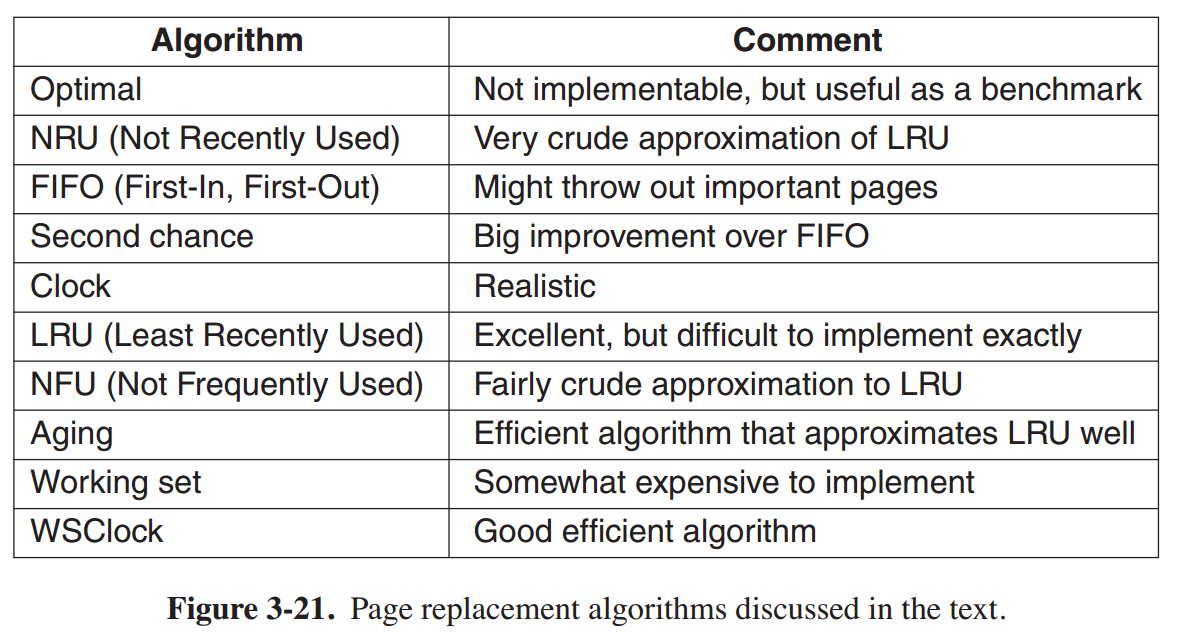 Algorithm Comment
Optimal Not implementable, but useful as a benchmark
NRU (Not Recently Used) Very crude approximation of LRU
FIFO (First-In, First-Out) Might throw out important pages
Second chance Big improvement over FIFO
Clock Realistic
LRU (Least Recently Used) Excellent, but difficult to implement exactly
NFU (Not Frequently Used) Fairly crude approximation to LRU
Aging Efficient algorithm that approximates LRU well
Working set Somewhat expensive to implement
WSClock Good efficient algorithm
Figure 3-21. Page replacement algorithms discussed in the text.